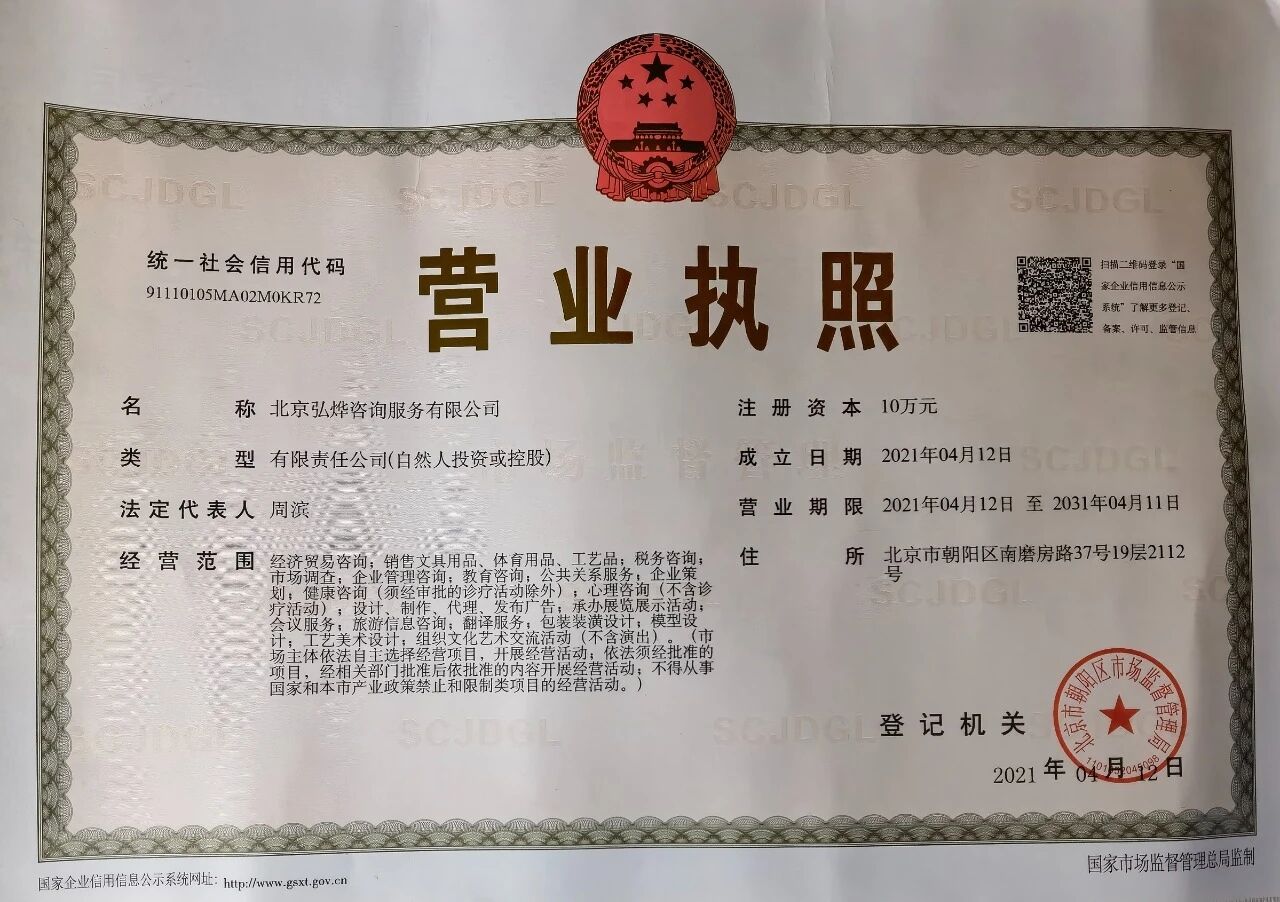 营业执照
统一社会信用代码
91110105MA02M0KR72
扫描二维码登录“国
家企业信用信息公示
系统”了解更多登记、
备案、许可、监管信息
名称 北京弘烨咨询服务有限公司
类型 有限责任公司(自然人投资或控股)
法定代表人 周滨
经营范围 经济贸易咨询；销售文具用品、体育用品、工艺品；税务咨询；
市场调查；企业管理咨询；教育咨询；公共关系服务；企业策
划；健康咨询（须经审批的诊疗活动除外）；心理咨询（不含诊
疗活动）；设计、制作、代理、发布广告；承办展览展示活动；
会议服务；旅游信息咨询；翻译服务；包装装潢设计；模型设
计；工艺美术设计；组织文化艺术交流活动（不含演出）。（市
场主体依法自主选择经营项目，开展经营活动；依法须经批准的
项目，经相关部门批准后依批准的内容开展经营活动；不得从事
国家和本市产业政策禁止和限制类项目的经营活动。）
注册资本 10万元
成立日期 2021年04月12日
营业期限 2021年04月12日 至 2031年04月11日
住所 北京市朝阳区南磨房路37号19层2112
号
登记机关
北京市朝阳区市场监督管理局
2021 年 04 月 12 日
国家企业信用信息公示系统网址： http://www.gsxt.gov.cn
国家市场监督管理总局监制
SCJDGL